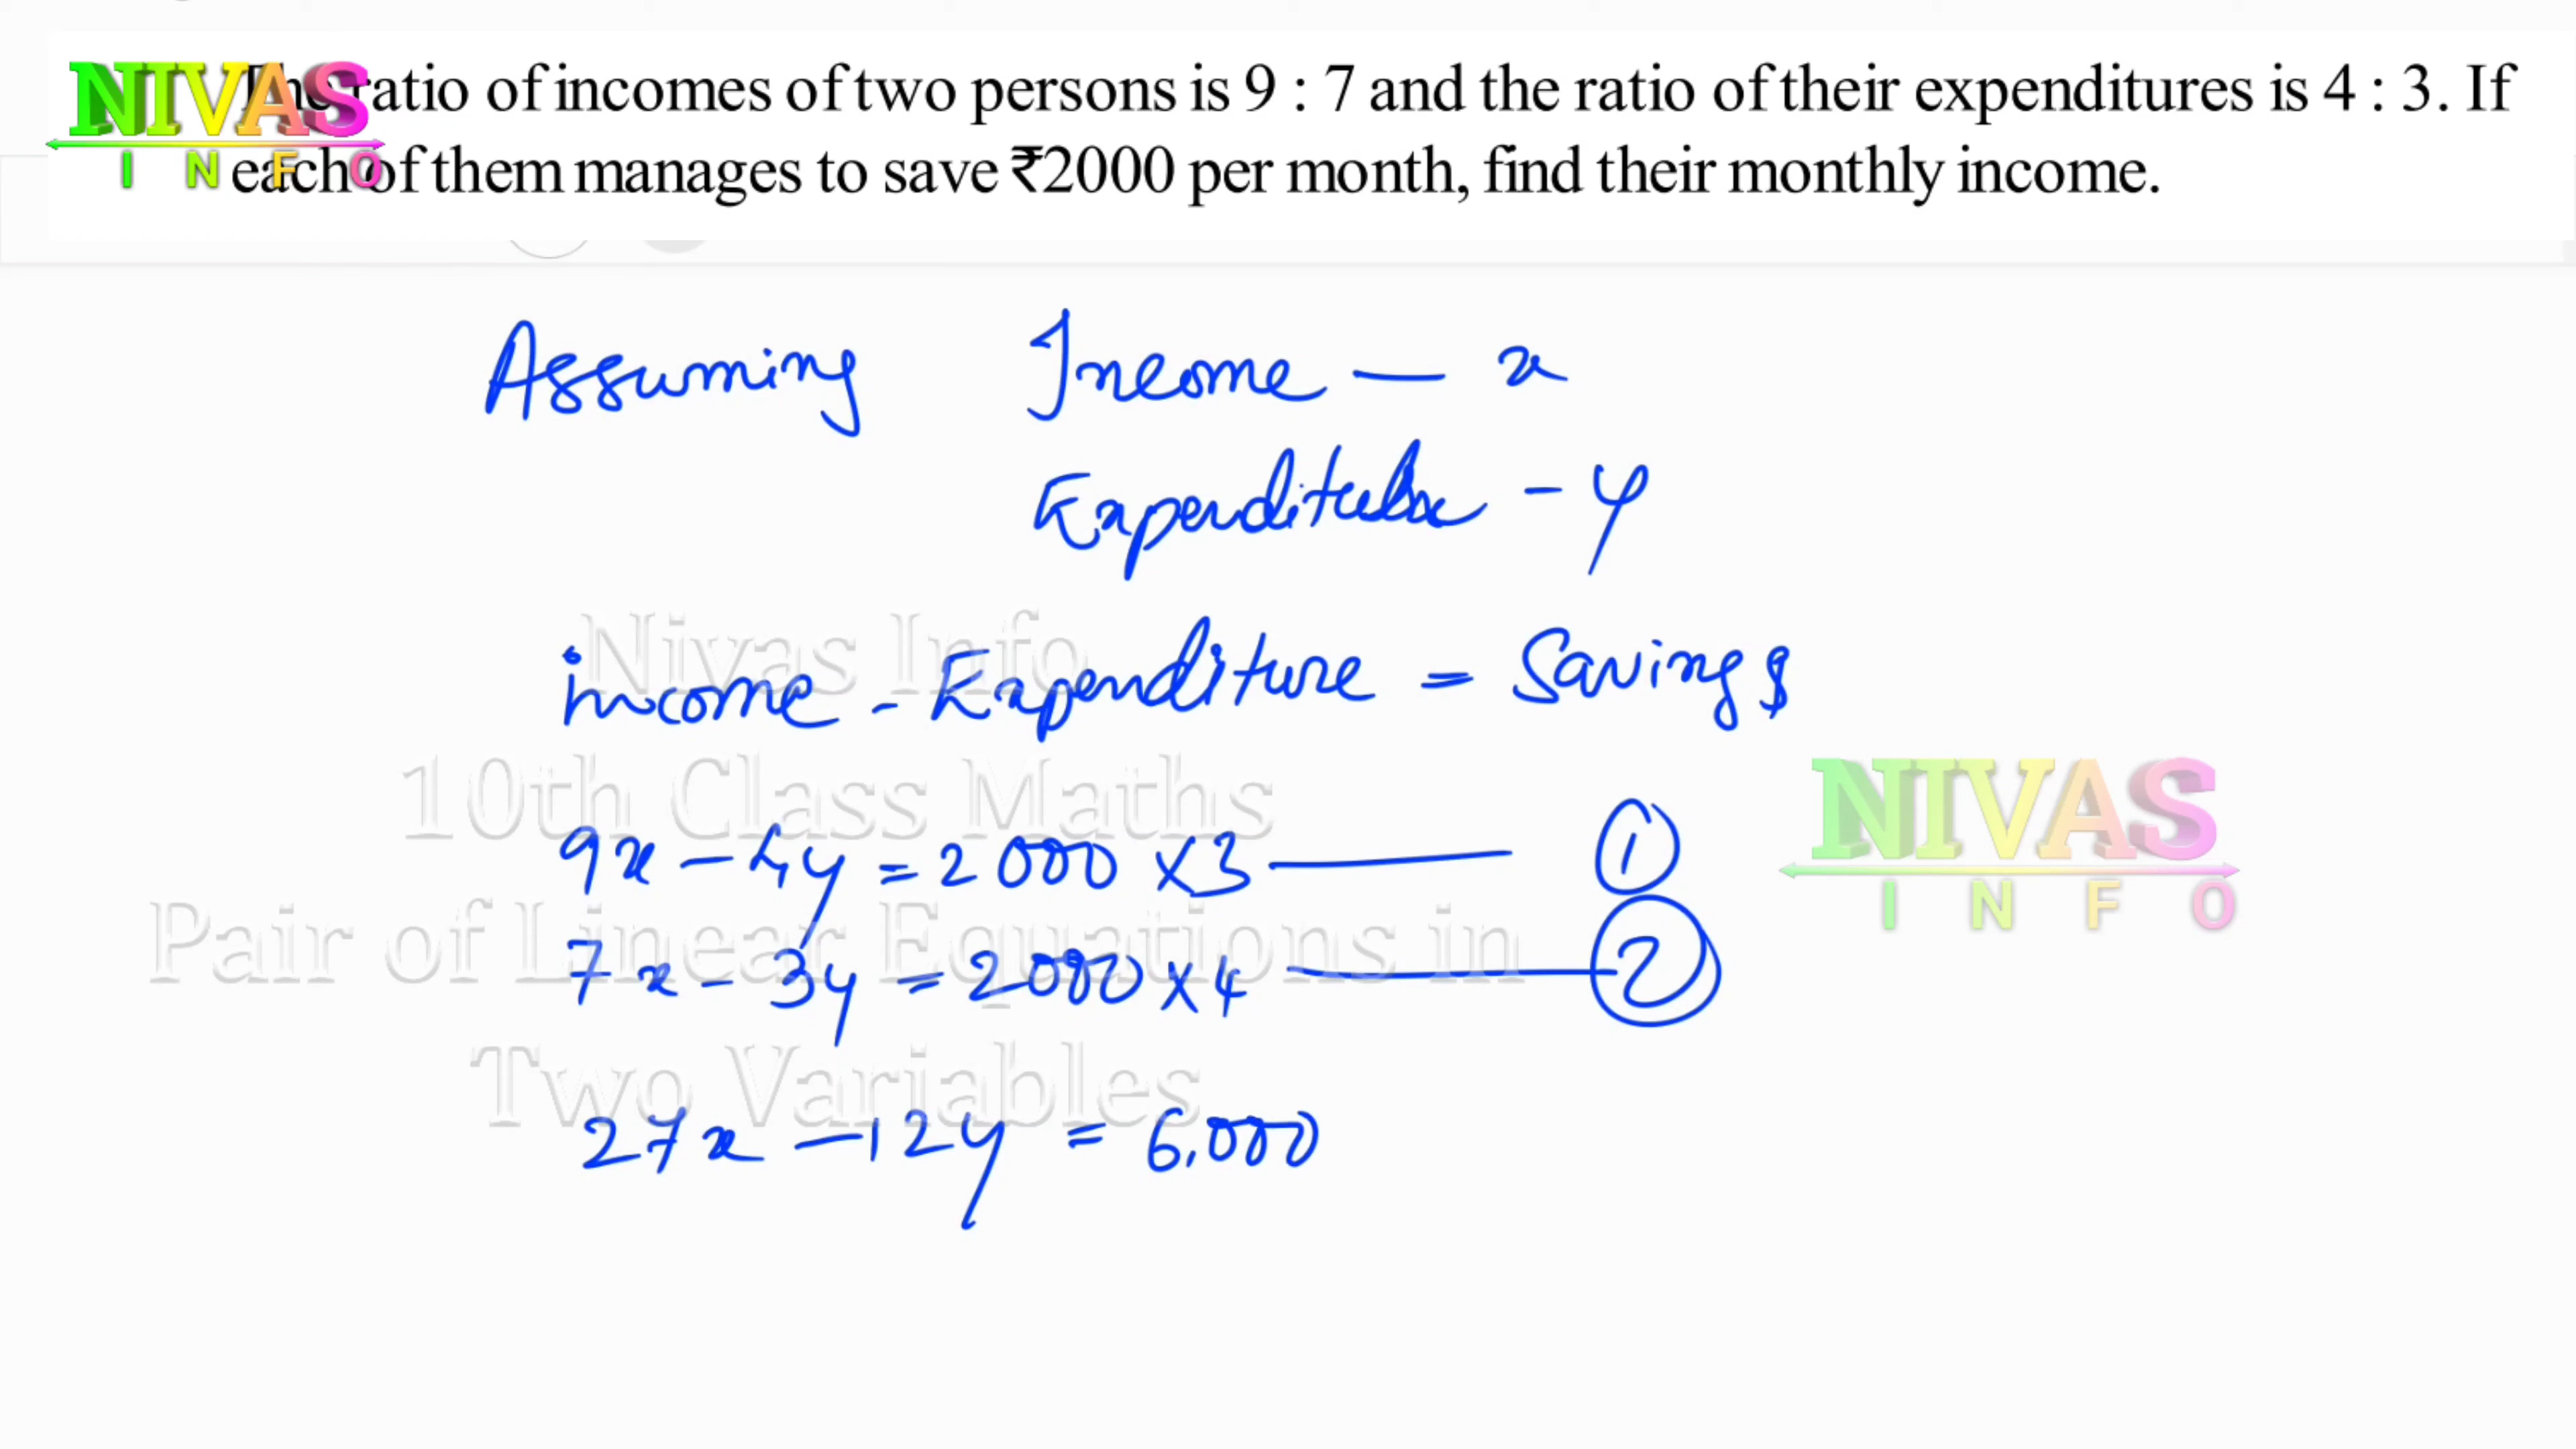 The ratio of incomes of two persons is 9 : 7 and the ratio of their expenditures is 4 : 3. If
each of them manages to save ₹2000 per month, find their monthly income.
NIVAS
INFO
Assuming Income — x
Expenditure - y
income - Expenditure = Savings
9x - 4y = 2000 x3 — 1
7x - 3y = 2000 x4 — 2
27x - 12y = 6,000
Nivas Info
10th Class Maths
Pair of Linear Equations in
Two Variables
NIVAS
INFO